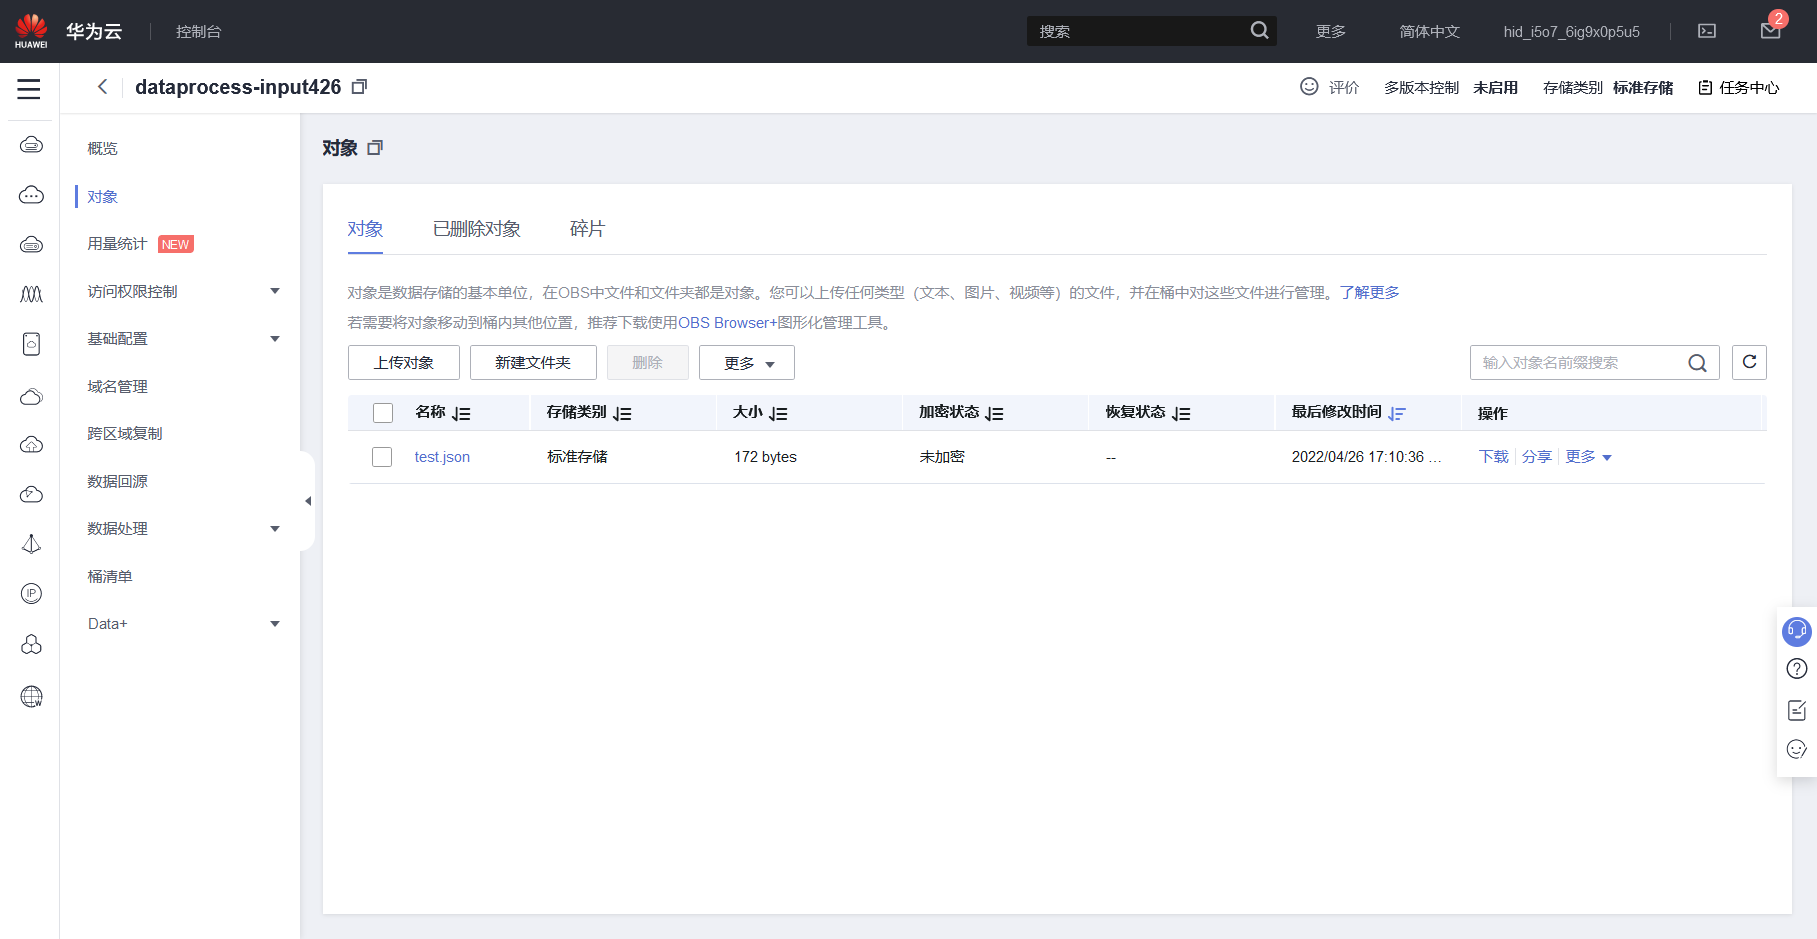 HUAWEI 华为云 控制台 搜索 更多 简体中文 hid_i5o7_6ig9x0p5u5 2
dataprocess-input426 评价 多版本控制 未启用 存储类别 标准存储 任务中心
概览
对象
用量统计 NEW
访问权限控制
基础配置
域名管理
跨区域复制
数据回源
数据处理
桶清单
Data+
对象
对象 已删除对象 碎片
对象是数据存储的基本单位，在OBS中文件和文件夹都是对象。您可以上传任何类型（文本、图片、视频等）的文件，并在桶中对这些文件进行管理。了解更多
若需要将对象移动到桶内其他位置，推荐下载使用OBS Browser+图形化管理工具。
上传对象 新建文件夹 删除 更多 输入对象名前缀搜索
名称 存储类别 大小 加密状态 恢复状态 最后修改时间 操作
test.json 标准存储 172 bytes 未加密 -- 2022/04/26 17:10:36 ... 下载 分享 更多
IP
W